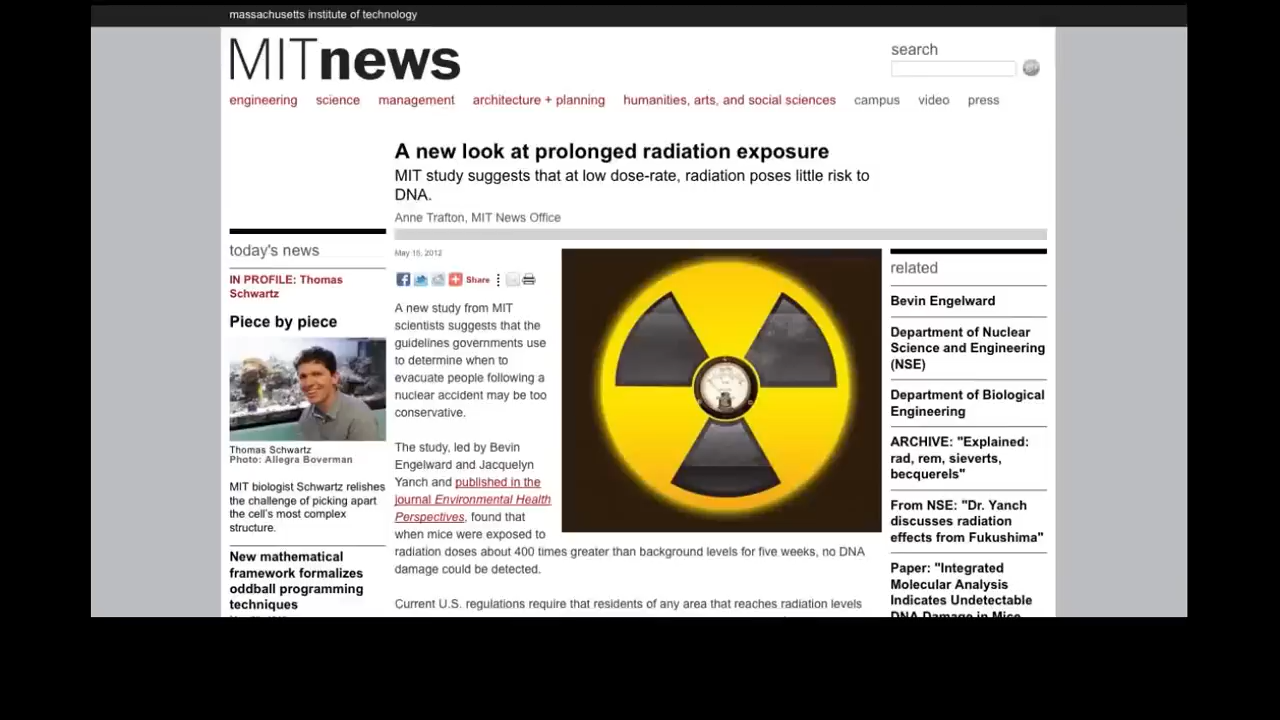 massachusetts institute of technology
MITnews
search
engineering science management architecture + planning humanities, arts, and social sciences campus video press
A new look at prolonged radiation exposure
MIT study suggests that at low dose-rate, radiation poses little risk to
DNA.
Anne Trafton, MIT News Office
today's news
IN PROFILE: Thomas
Schwartz
Piece by piece
Thomas Schwartz
Photo: Allegra Boverman
MIT biologist Schwartz relishes
the challenge of picking apart
the cell's most complex
structure.
New mathematical
framework formalizes
oddball programming
techniques
May 15, 2012
Share
A new study from MIT
scientists suggests that the
guidelines governments use
to determine when to
evacuate people following a
nuclear accident may be too
conservative.
The study, led by Bevin
Engelward and Jacquelyn
Yanch and published in the
journal Environmental Health
Perspectives, found that
when mice were exposed to
radiation doses about 400 times greater than background levels for five weeks, no DNA
damage could be detected.
Current U.S. regulations require that residents of any area that reaches radiation levels
related
Bevin Engelward
Department of Nuclear
Science and Engineering
(NSE)
Department of Biological
Engineering
ARCHIVE: "Explained:
rad, rem, sieverts,
becquerels"
From NSE: "Dr. Yanch
discusses radiation
effects from Fukushima"
Paper: "Integrated
Molecular Analysis
Indicates Undetectable
DNA Damage in Mice